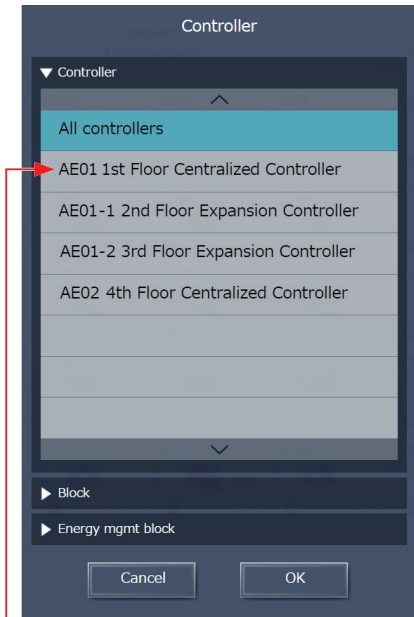 Controller
Controller
All controllers
AE01 1st Floor Centralized Controller
AE01-1 2nd Floor Expansion Controller
AE01-2 3rd Floor Expansion Controller
AE02 4th Floor Centralized Controller
Block
Energy mgmt block
Cancel OK